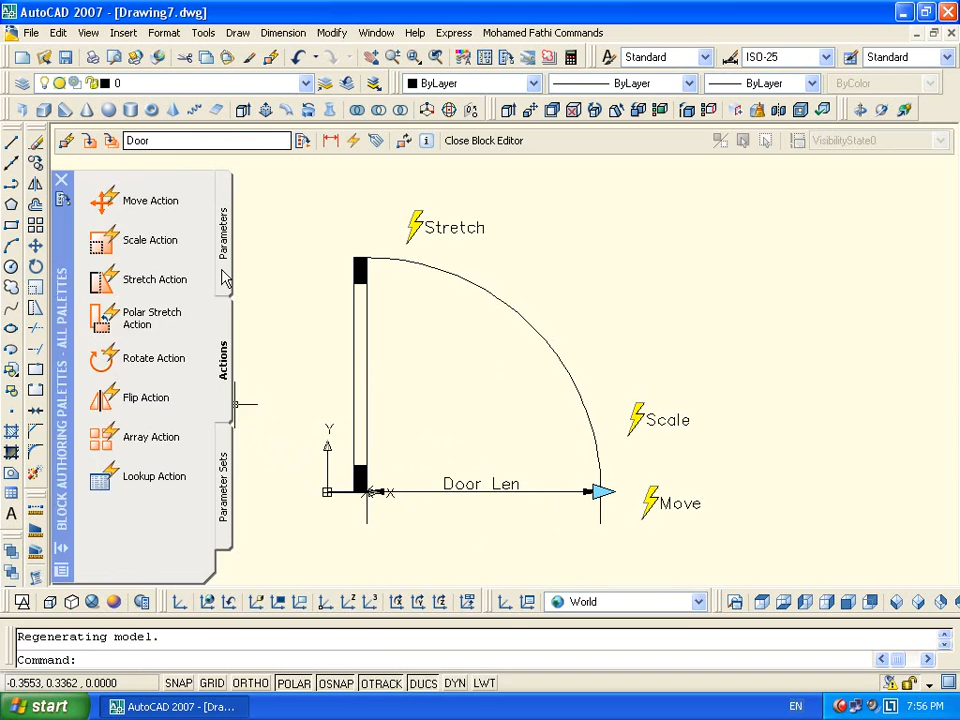 AutoCAD 2007 - [Drawing7.dwg]
File Edit View Insert Format Tools Draw Dimension Modify Window Help Express Mohamed Fathi Commands
Standard ISO-25 Standard
0 ByLayer ByLayer ByLayer ByColor
Door Close Block Editor VisibilityState0
Move Action
Scale Action
Stretch Action
Polar Stretch
Action
Rotate Action
Flip Action
Array Action
Lookup Action
Parameters
Actions
Parameter Sets
BLOCK AUTHORING PALETTES - ALL PALETTES
Stretch
Scale
Y
Door Len
X
Move
A
World
Regenerating model.
Command:
-0.3553, 0.3362, 0.0000 SNAP GRID ORTHO POLAR OSNAP OTRACK DUCS DYN LWT
start AutoCAD 2007 - [Dra... EN 7:56 PM